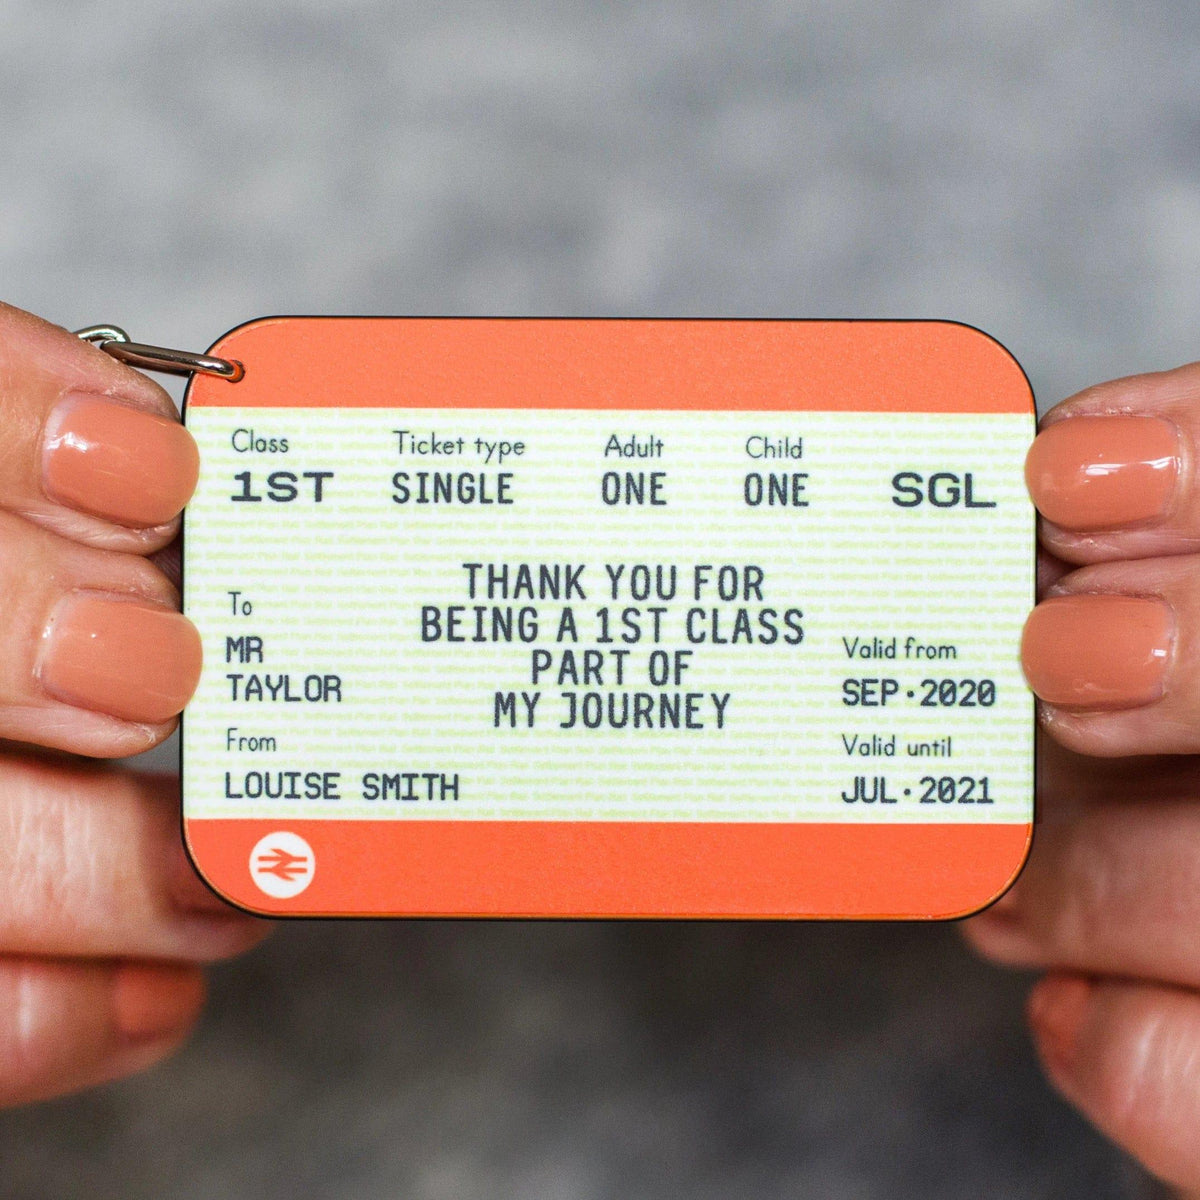 Class Ticket type Adult Child
1ST SINGLE ONE ONE SGL
THANK YOU FOR
BEING A 1ST CLASS
PART OF
MY JOURNEY
To
MR
TAYLOR
From
LOUISE SMITH
Valid from
SEP·2020
Valid until
JUL·2021